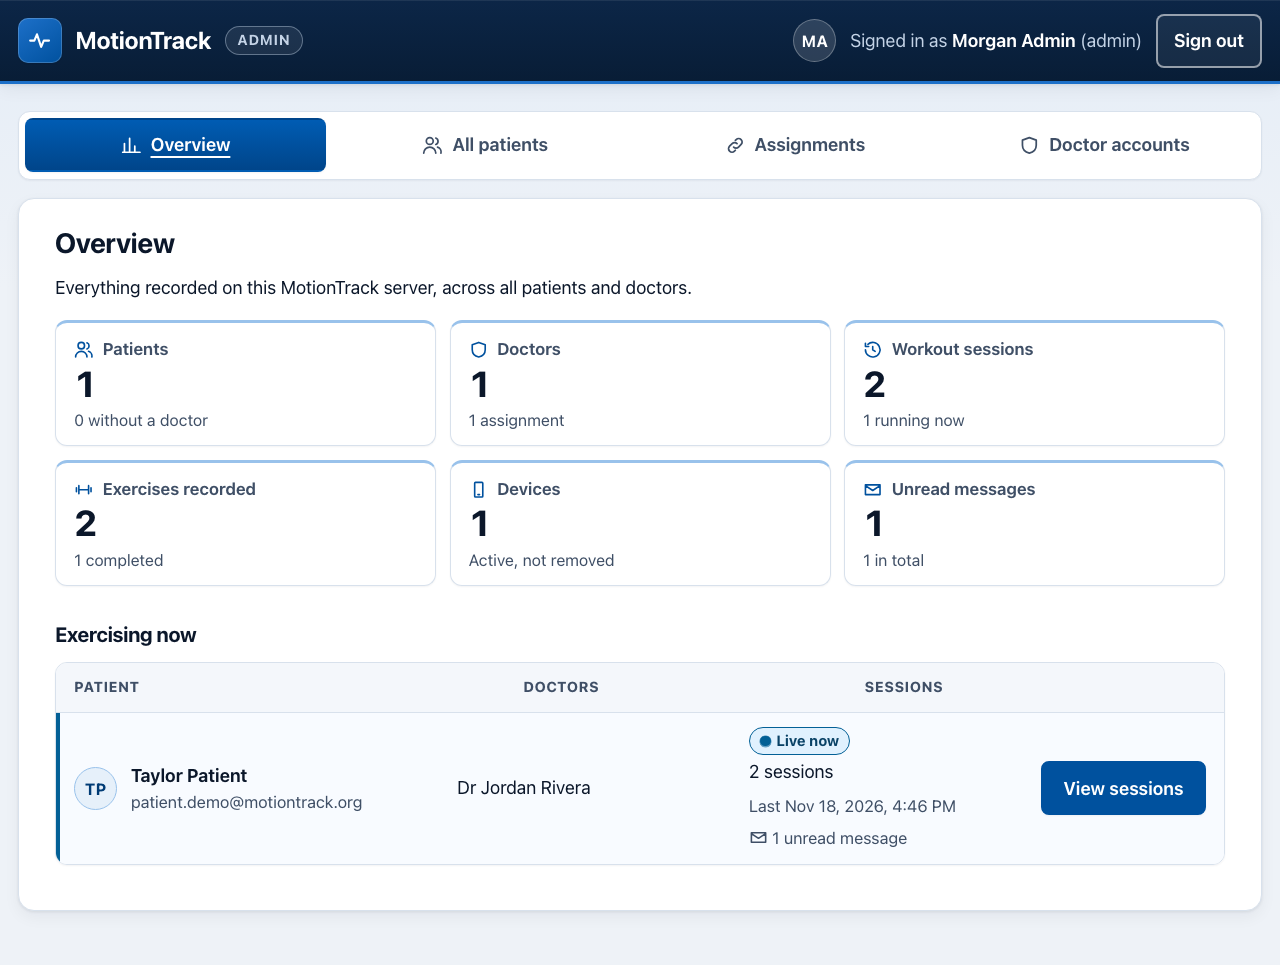 MotionTrack ADMIN
MA Signed in as Morgan Admin (admin) Sign out
Overview All patients Assignments Doctor accounts
Overview
Everything recorded on this MotionTrack server, across all patients and doctors.
Patients
1
0 without a doctor
Doctors
1
1 assignment
Workout sessions
2
1 running now
Exercises recorded
2
1 completed
Devices
1
Active, not removed
Unread messages
1
1 in total
Exercising now
PATIENT DOCTORS SESSIONS
TP
Taylor Patient
patient.demo@motiontrack.org
Dr Jordan Rivera
Live now
2 sessions
Last Nov 18, 2026, 4:46 PM
1 unread message
View sessions